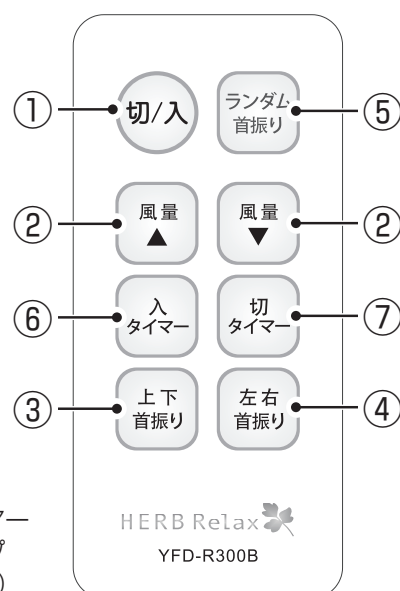 ①
切/入
ランダム
首振り
⑤
②
風量
▲
風量
▼
②
⑥
入
タイマー
切
タイマー
⑦
③
上下
首振り
左右
首振り
④
HERB Relax
YFD-R300B